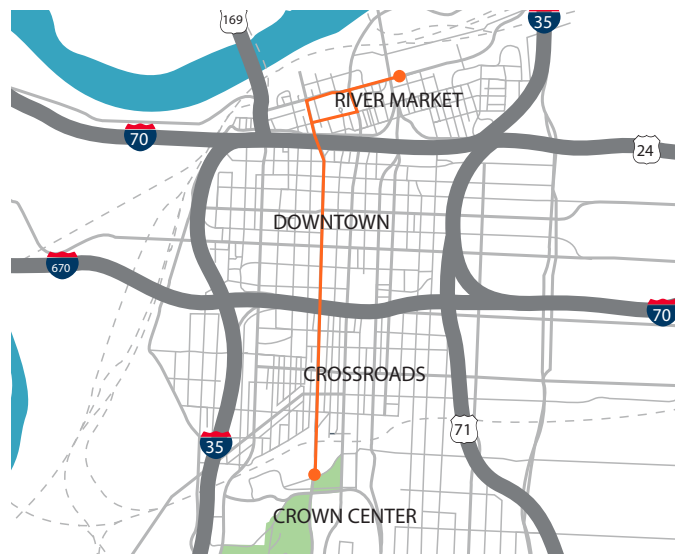 169
35
RIVER MARKET
70
24
DOWNTOWN
670
70
CROSSROADS
71
35
CROWN CENTER